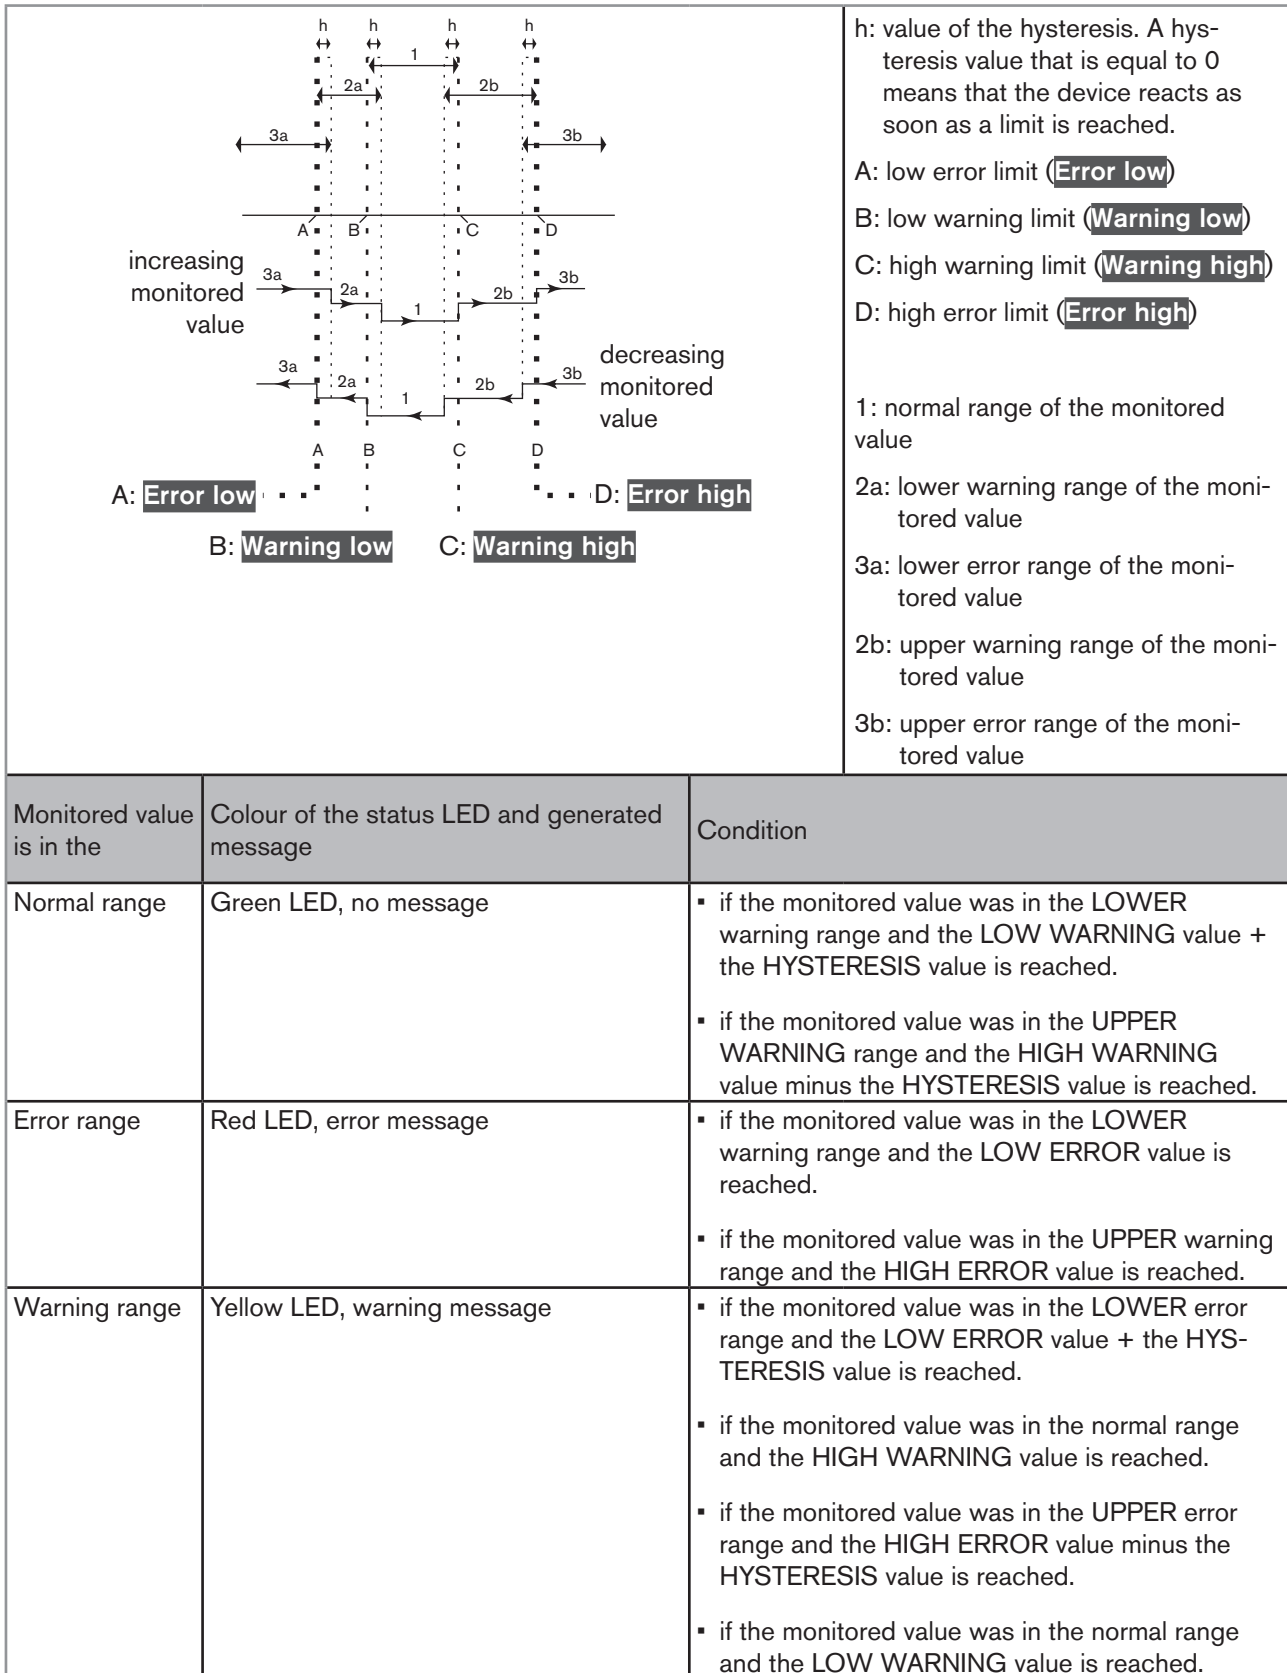 h h h h
1
2a 2b
3a 3b
A B C D
increasing
monitored
value
3a 2a 1 2b 3b
decreasing
monitored
value
3a 2a 1 2b 3b
A B C D
A: Error low
D: Error high
B: Warning low
C: Warning high
h: value of the hysteresis. A hys-
teresis value that is equal to 0
means that the device reacts as
soon as a limit is reached.
A: low error limit (Error low)
B: low warning limit (Warning low)
C: high warning limit (Warning high)
D: high error limit (Error high)
1: normal range of the monitored
value
2a: lower warning range of the moni-
tored value
3a: lower error range of the moni-
tored value
2b: upper warning range of the moni-
tored value
3b: upper error range of the moni-
tored value
Monitored value
is in the
Colour of the status LED and generated
message
Condition
Normal range
Green LED, no message
▪ if the monitored value was in the LOWER
warning range and the LOW WARNING value +
the HYSTERESIS value is reached.
▪ if the monitored value was in the UPPER
WARNING range and the HIGH WARNING
value minus the HYSTERESIS value is reached.
Error range
Red LED, error message
▪ if the monitored value was in the LOWER
warning range and the LOW ERROR value is
reached.
▪ if the monitored value was in the UPPER warning
range and the HIGH ERROR value is reached.
Warning range
Yellow LED, warning message
▪ if the monitored value was in the LOWER error
range and the LOW ERROR value + the HYS-
TERESIS value is reached.
▪ if the monitored value was in the normal range
and the HIGH WARNING value is reached.
▪ if the monitored value was in the UPPER error
range and the HIGH ERROR value minus the
HYSTERESIS value is reached.
▪ if the monitored value was in the normal range
and the LOW WARNING value is reached.